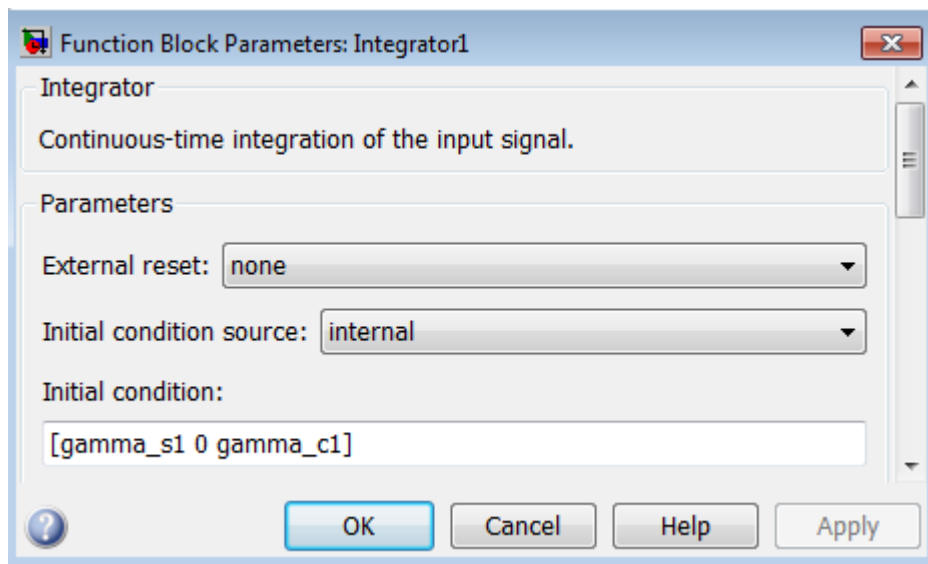 Function Block Parameters: Integrator1
Integrator
Continuous-time integration of the input signal.
Parameters
External reset: none
Initial condition source: internal
Initial condition:
[gamma_s1 0 gamma_c1]
OK Cancel Help Apply